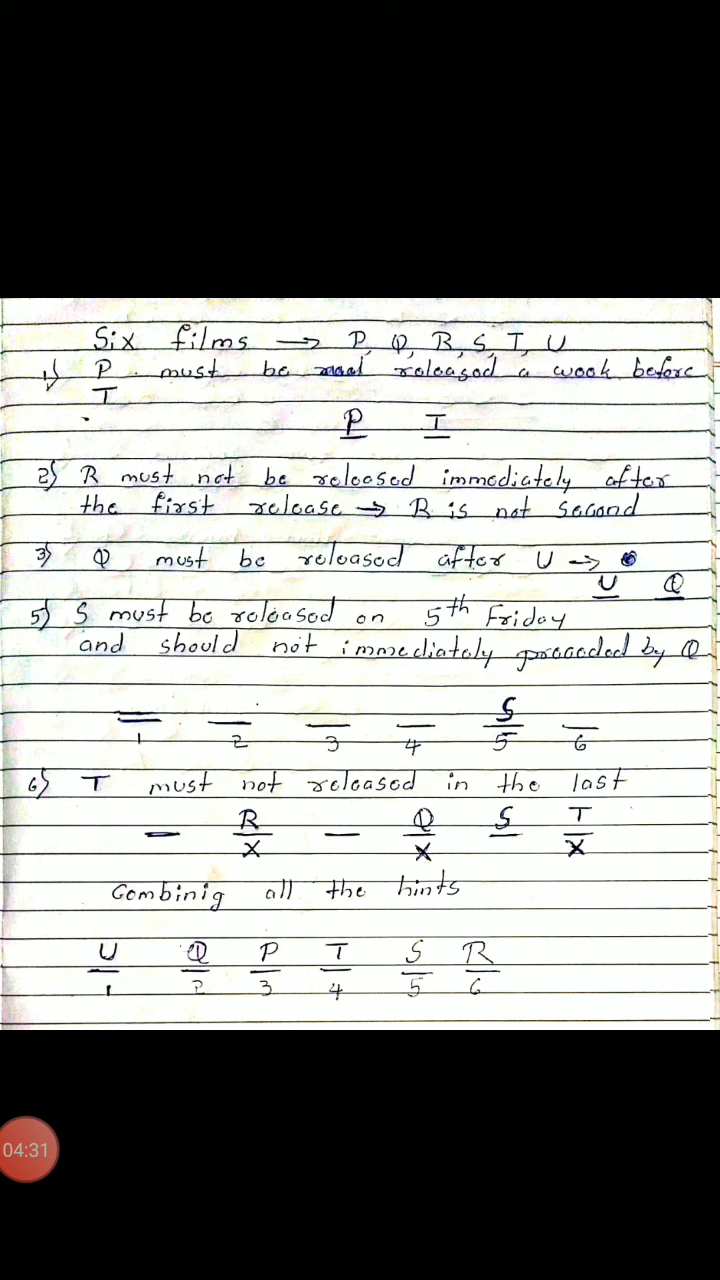 Six films → P, Q, R, S, T, U
1) P must be released a week before
T
P T
2) R must not be released immediately after
the first release → R is not second
3) Q must be released after U →
U Q
5) S must be released on 5th Friday
and should not immediately preceded by Q
S
1 2 3 4 5 6
6) T must not released in the last
R Q S T
X X X
Combinig all the hints
U Q P T S R
1 2 3 4 5 6
04:31